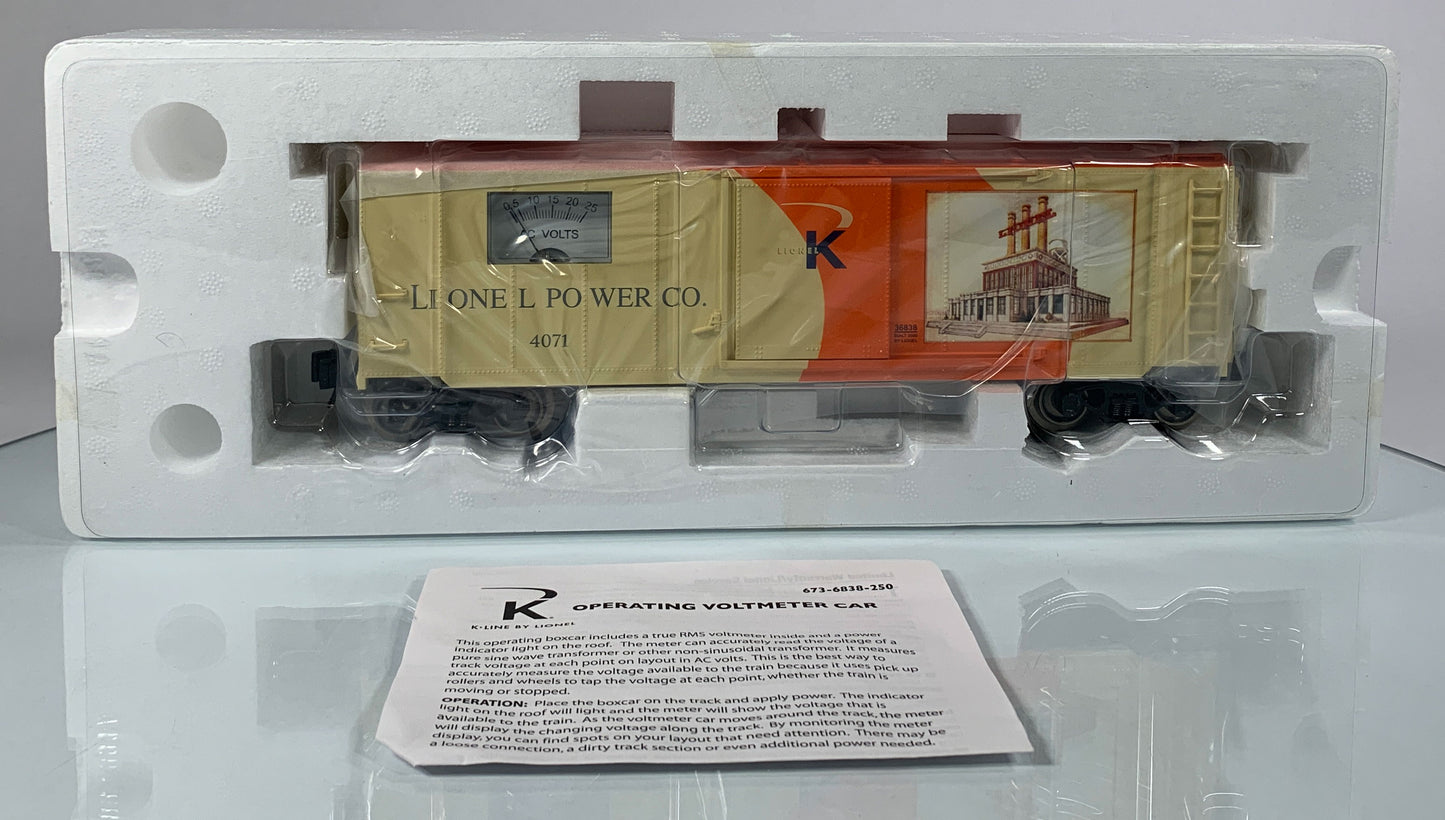 0,5 10 15 20 25
AC VOLTS
LIONEL POWER CO.
4071
LIONEL
K
36838
BY LIONEL
673-6838-250
K
K-LINE BY LIONEL
OPERATING VOLTMETER CAR
This operating boxcar includes a true RMS voltmeter inside and a power
indicator light on the roof. The meter can accurately read the voltage of a
pure sine wave transformer or other non-sinusoidal transformer. It measures
track voltage at each point on layout in AC volts. This is the best way to
accurately measure the voltage available to the train because it uses pick up
rollers and wheels to tap the voltage at each point, whether the train is
moving or stopped.
OPERATION: Place the boxcar on the track and apply power. The indicator
light on the roof will light and the meter will show the voltage that is
available to the train. As the voltmeter car moves around the track, the meter
will display the changing voltage along the track. By monitoring the meter
display, you can find spots on your layout that need attention. There may be
a loose connection, a dirty track section or even additional power needed.